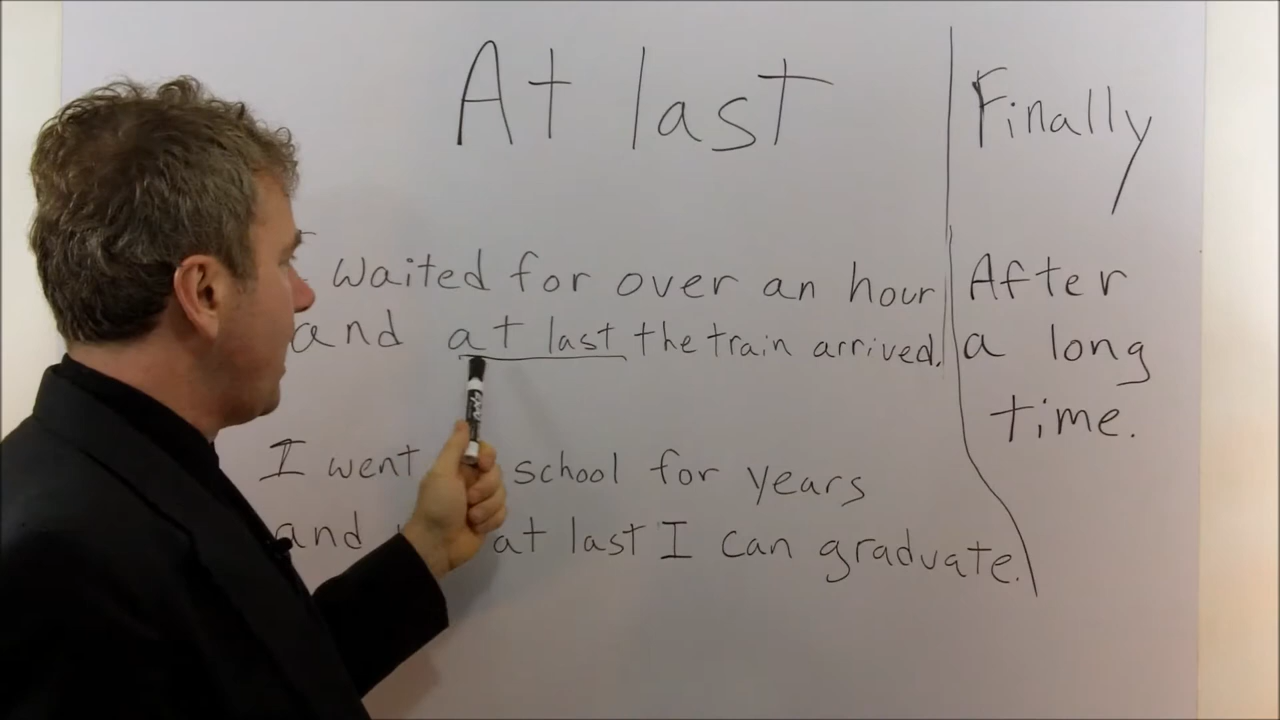 At last
Finally
I waited for over an hour
and at last the train arrived.
After
a long
time.
I went school for years
and at last I can graduate.